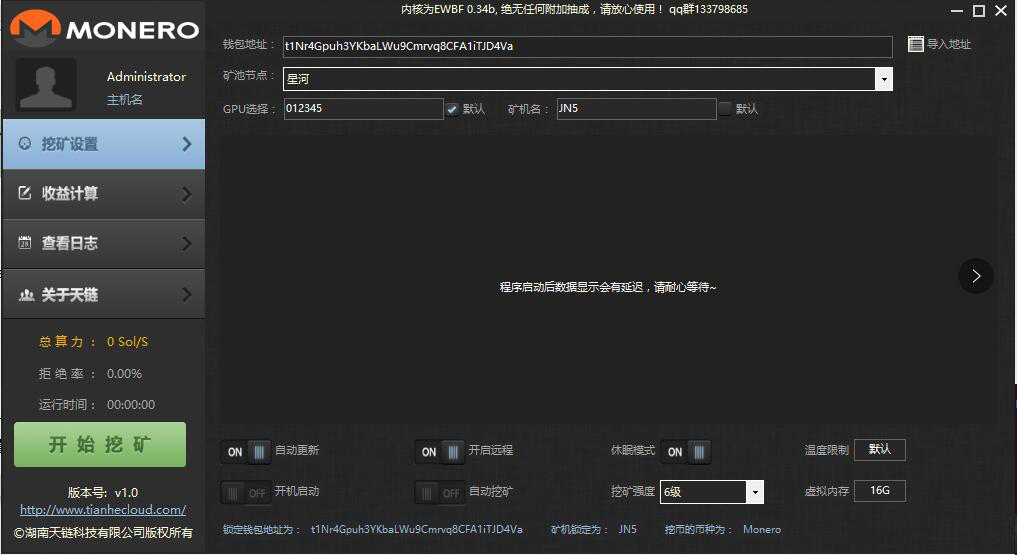 内核为EWBF 0.34b, 绝无任何附加抽成，请放心使用！ qq群133798685
MONERO
Administrator
主机名
挖矿设置
收益计算
查看日志
关于天链
总 算 力 ： 0 Sol/S
拒 绝 率 ： 0.00%
运行时间： 00:00:00
开 始 挖 矿
版本号: v1.0
http://www.tianhecloud.com/
©湖南天链科技有限公司版权所有
钱包地址： t1Nr4Gpuh3YKbaLWu9Cmrvq8CFA1iTJD4Va 导入地址
矿池节点： 星河
GPU选择： 012345 默认 矿机名： JN5 默认
程序启动后数据显示会有延迟，请耐心等待~
ON 自动更新 ON 开启远程 休眠模式 ON 温度限制 默认
OFF 开机启动 OFF 自动挖矿 挖矿强度 6级 虚拟内存 16G
锁定钱包地址为： t1Nr4Gpuh3YKbaLWu9Cmrvq8CFA1iTJD4Va 矿机锁定为： JN5 挖币的币种为： Monero